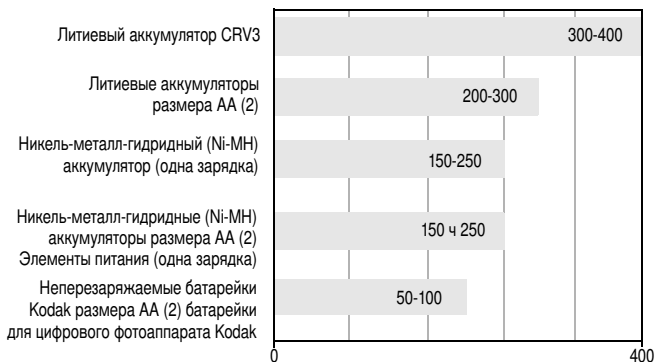 Литиевый аккумулятор CRV3
300-400
Литиевые аккумуляторы
размера AA (2)
200-300
Никель-металл-гидридный (Ni-MH)
аккумулятор (одна зарядка)
150-250
Никель-металл-гидридные (Ni-MH)
аккумуляторы размера AA (2)
Элементы питания (одна зарядка)
150 ч 250
Неперезаряжаемые батарейки
Kodak размера AA (2) батарейки
для цифрового фотоаппарата Kodak
50-100
0
400